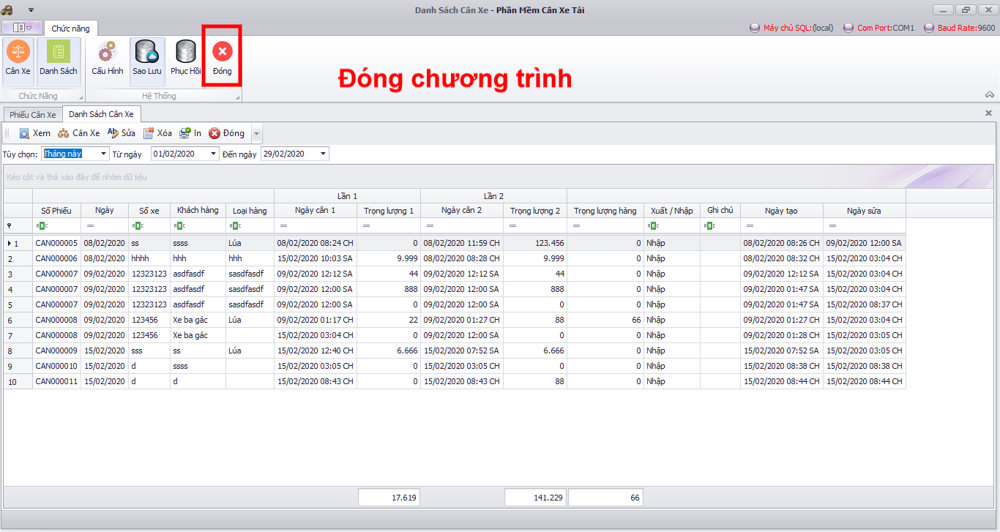 Danh Sách Cân Xe - Phần Mềm Cân Xe Tải
Chức năng
Máy chủ SQL:(local) Com Port:COM1 Baud Rate:9600
Cân Xe Danh Sách Cấu Hình Sao Lưu Phục Hồi Đóng
Đóng chương trình
Chức Năng Hệ Thống
Phiếu Cân Xe Danh Sách Cân Xe
Xem Cân Xe Sửa Xóa In Đóng
Tùy chọn: Tháng này Từ ngày 01/02/2020 Đến ngày 29/02/2020
Kéo cột và thả vào đây để nhóm dữ liệu
Lần 1 Lần 2
Số Phiếu Ngày Số xe Khách hàng Loại hàng Ngày cân 1 Trọng lượng 1 Ngày cân 2 Trọng lượng 2 Trọng lượng hàng Xuất / Nhập Ghi chú Ngày tạo Ngày sửa
ABC = ABC ABC ABC = = = = = ABC ABC = =
1 CAN000005 08/02/2020 ss ssss Lúa 08/02/2020 08:24 CH 0 08/02/2020 11:59 CH 123.456 0 Nhập 08/02/2020 08:26 CH 09/02/2020 12:00 SA
2 CAN000006 08/02/2020 hhhh hhh hhh 15/02/2020 10:03 SA 9.999 08/02/2020 08:28 CH 9.999 0 Nhập 08/02/2020 08:32 CH 15/02/2020 03:04 CH
3 CAN000007 09/02/2020 12323123 asdfasdf sasdfasdf 09/02/2020 12:12 SA 44 09/02/2020 12:12 SA 44 0 Nhập 09/02/2020 12:12 SA 15/02/2020 03:04 CH
4 CAN000007 09/02/2020 12323123 asdfasdf sasdfasdf 09/02/2020 12:00 SA 888 09/02/2020 12:00 SA 888 0 Nhập 09/02/2020 01:47 SA 15/02/2020 03:04 CH
5 CAN000007 09/02/2020 12323123 asdfasdf sasdfasdf 09/02/2020 12:00 SA 0 09/02/2020 12:00 SA 0 0 Nhập 09/02/2020 01:47 SA 15/02/2020 08:37 CH
6 CAN000008 09/02/2020 123456 Xe ba gác Lúa 09/02/2020 01:17 CH 22 09/02/2020 01:27 CH 88 66 Nhập 09/02/2020 01:27 CH 15/02/2020 03:04 CH
7 CAN000008 09/02/2020 123456 Xe ba gác 15/02/2020 03:04 CH 0 09/02/2020 12:00 SA 0 0 Nhập 09/02/2020 01:28 CH 15/02/2020 03:05 CH
8 CAN000009 15/02/2020 sss ss Lúa 15/02/2020 12:40 CH 6.666 15/02/2020 07:52 SA 6.666 0 Nhập 15/02/2020 07:52 SA 15/02/2020 03:05 CH
9 CAN000010 15/02/2020 d ssss 15/02/2020 03:05 CH 0 15/02/2020 03:05 CH 0 0 Nhập 15/02/2020 08:38 CH 15/02/2020 08:38 CH
10 CAN000011 15/02/2020 d d 15/02/2020 08:43 CH 0 15/02/2020 08:43 CH 88 0 Nhập 15/02/2020 08:44 CH 15/02/2020 08:44 CH
17.619 141.229 66